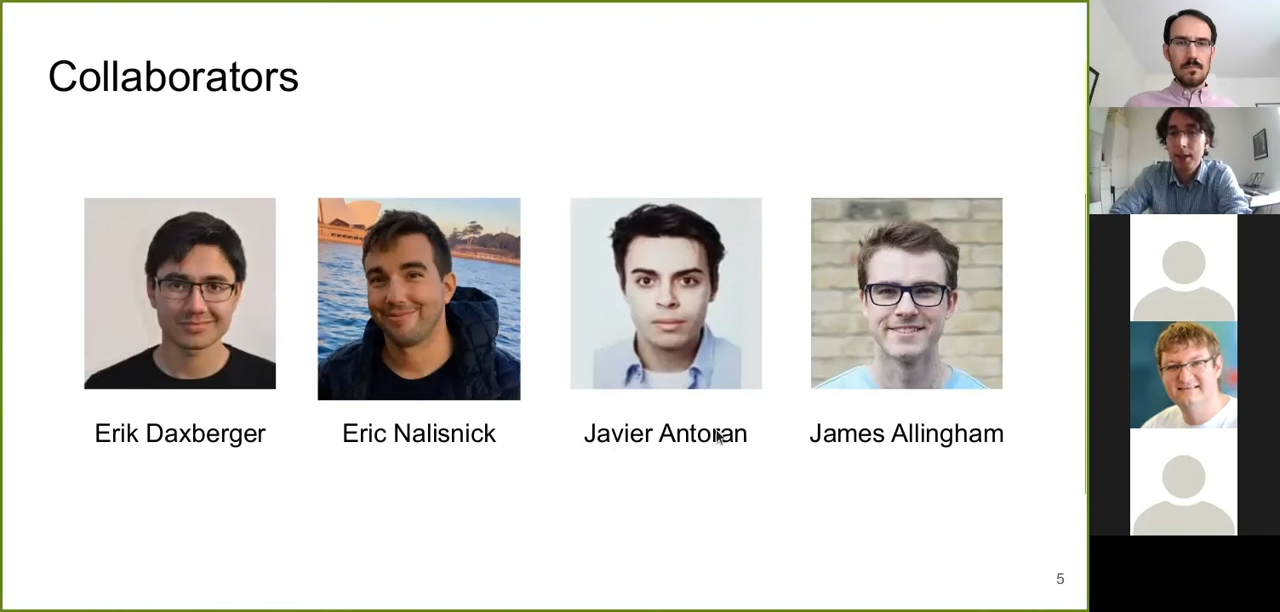 Collaborators
Erik Daxberger
Eric Nalisnick
Javier Antoran
James Allingham
5